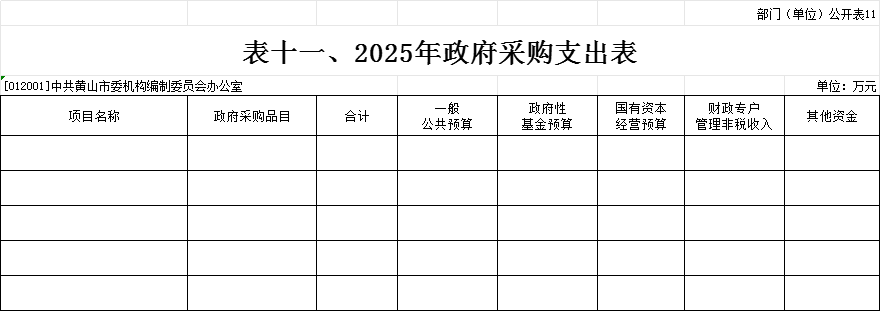 部门（单位）公开表11
表十一、2025年政府采购支出表
[012001]中共黄山市委机构编制委员会办公室 单位：万元
项目名称 政府采购品目 合计 一般 公共预算 政府性 基金预算 国有资本 经营预算 财政专户 管理非税收入 其他资金